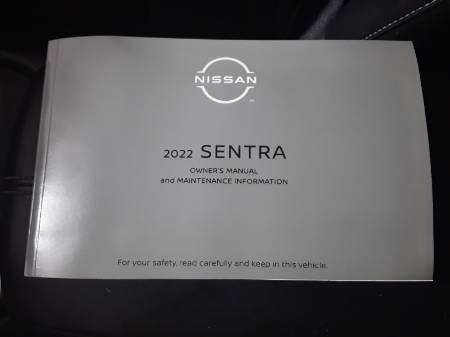 NISSAN
2022 SENTRA
OWNER'S MANUAL
and MAINTENANCE INFORMATION
For your safety, read carefully and keep in this vehicle.